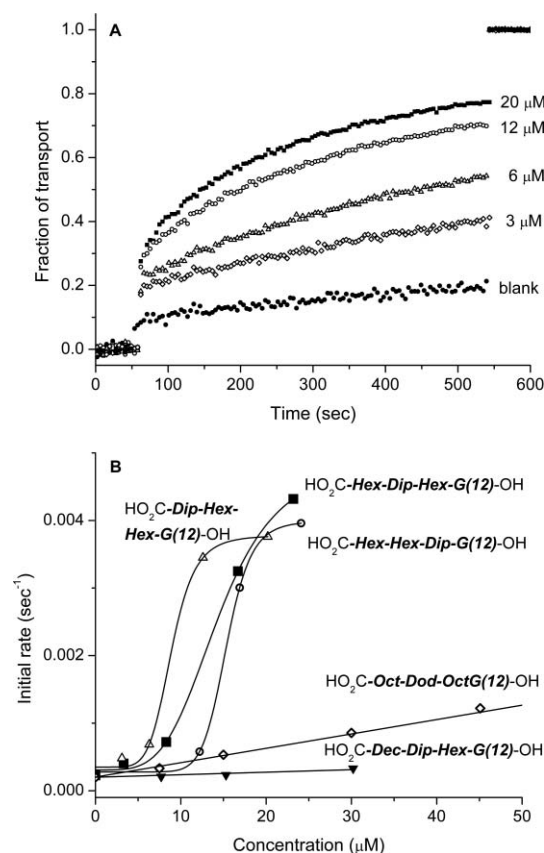 A
1.0
0.8
0.6
0.4
0.2
0.0
Fraction of transport
20 μM
12 μM
6 μM
3 μM
blank
0 100 200 300 400 500 600
Time (sec)
B
HO₂C-Hex-Dip-Hex-G(12)-OH
HO₂C-Dip-Hex-
Hex-G(12)-OH
HO₂C-Hex-Hex-Dip-G(12)-OH
HO₂C-Oct-Dod-OctG(12)-OH
HO₂C-Dec-Dip-Hex-G(12)-OH
0.004
0.002
0.000
Initial rate (sec⁻¹)
0 10 20 30 40 50
Concentration (μM)